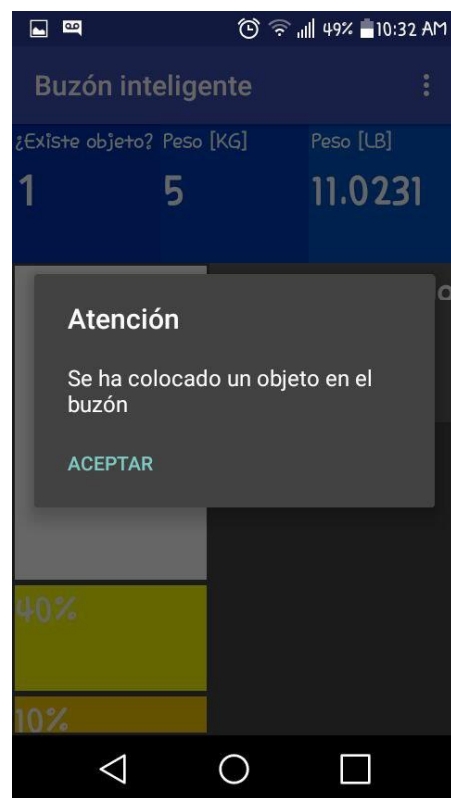 49% 10:32 AM
Buzón inteligente
¿Existe objeto? Peso [KG] Peso [LB]
1 5 11.0231
Atención
Se ha colocado un objeto en el
buzón
ACEPTAR
40%
10%